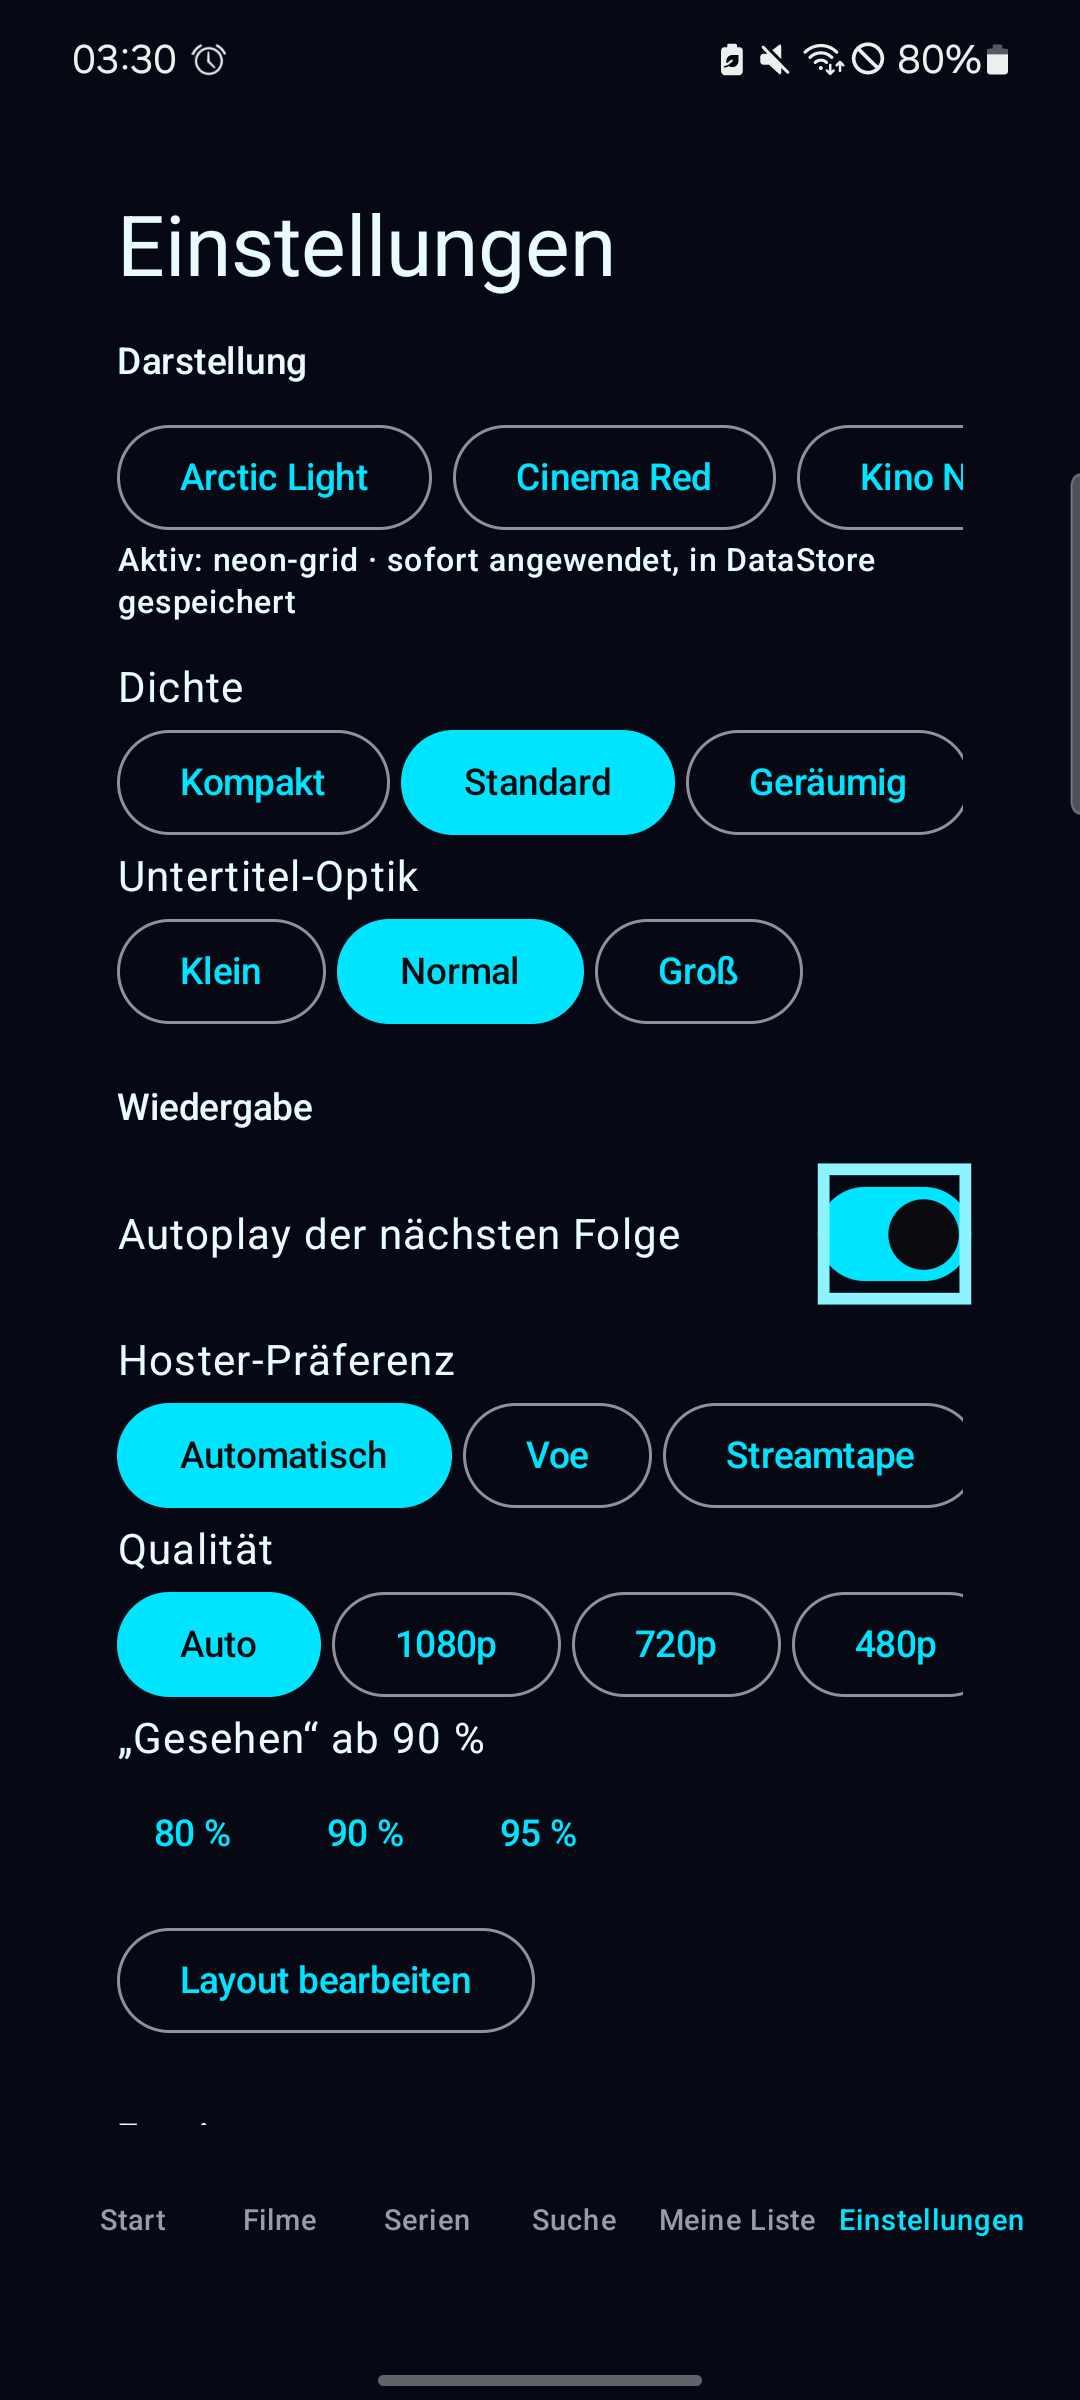 03:30 80%
Einstellungen
Darstellung
Arctic Light Cinema Red Kino N
Aktiv: neon-grid · sofort angewendet, in DataStore
gespeichert
Dichte
Kompakt Standard Geräumig
Untertitel-Optik
Klein Normal Groß
Wiedergabe
Autoplay der nächsten Folge
Hoster-Präferenz
Automatisch Voe Streamtape
Qualität
Auto 1080p 720p 480p
„Gesehen“ ab 90 %
80 % 90 % 95 %
Layout bearbeiten
Start Filme Serien Suche Meine Liste Einstellungen